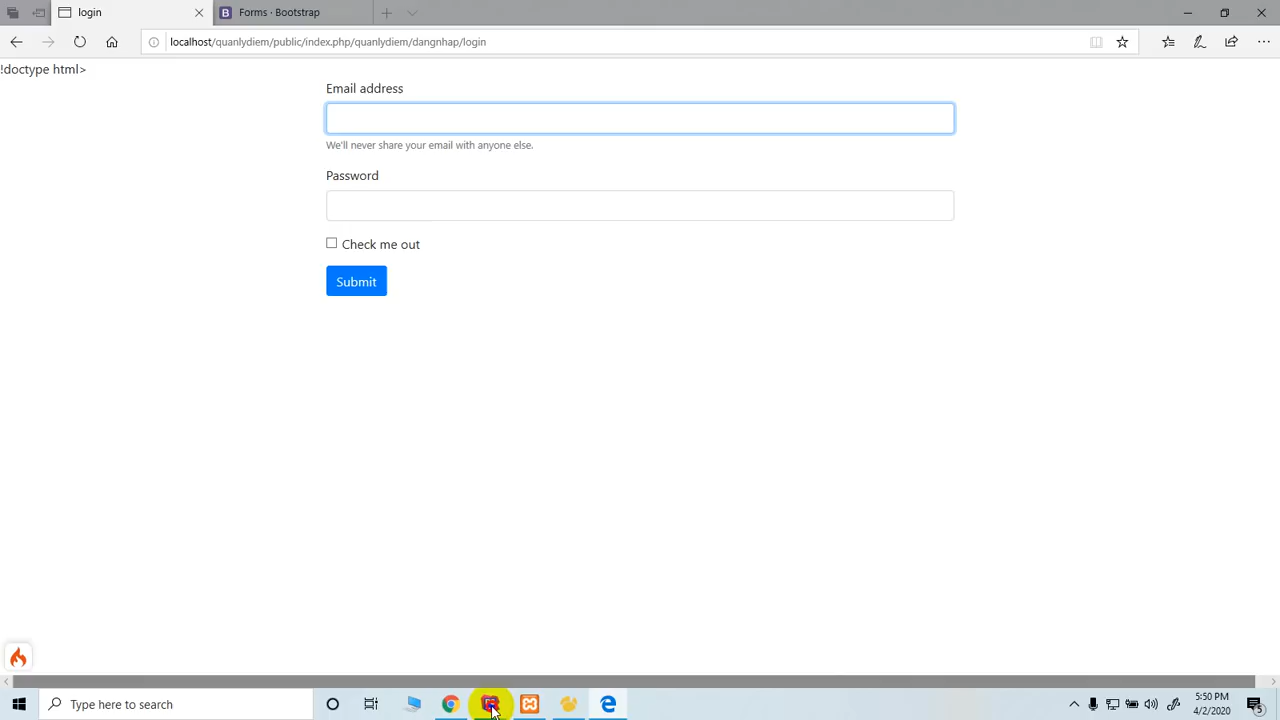 login
Forms · Bootstrap
localhost/quanlydiem/public/index.php/quanlydiem/dangnhap/login
!doctype html>
Email address
We'll never share your email with anyone else.
Password
Check me out
Submit
Type here to search
5:50 PM
4/2/2020
5